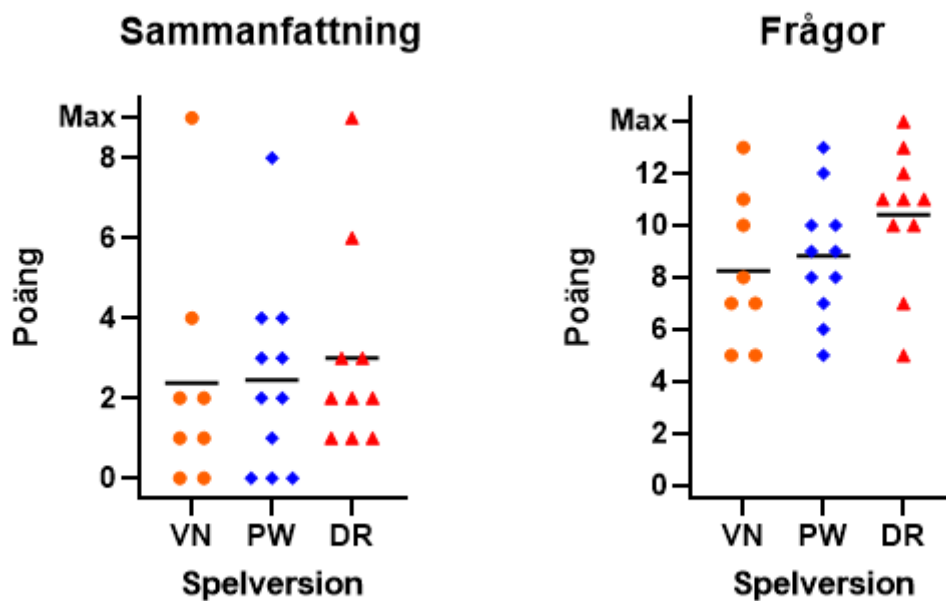 Sammanfattning
Poäng
Max
8
6
4
2
0
VN PW DR
Spelversion
Frågor
Poäng
Max
12
10
8
6
4
2
0
VN PW DR
Spelversion